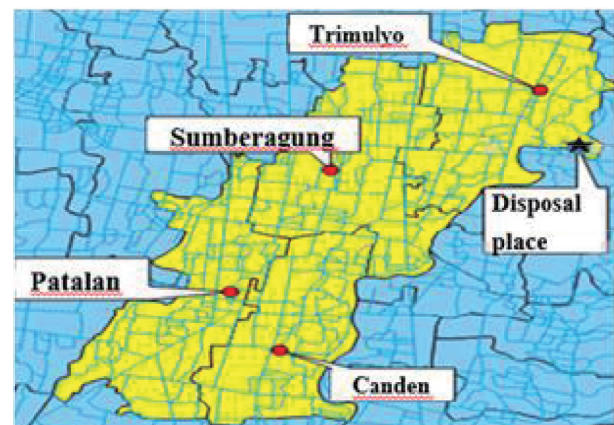 Trimulyo
Sumberagung
Disposal
place
Patalan
Canden